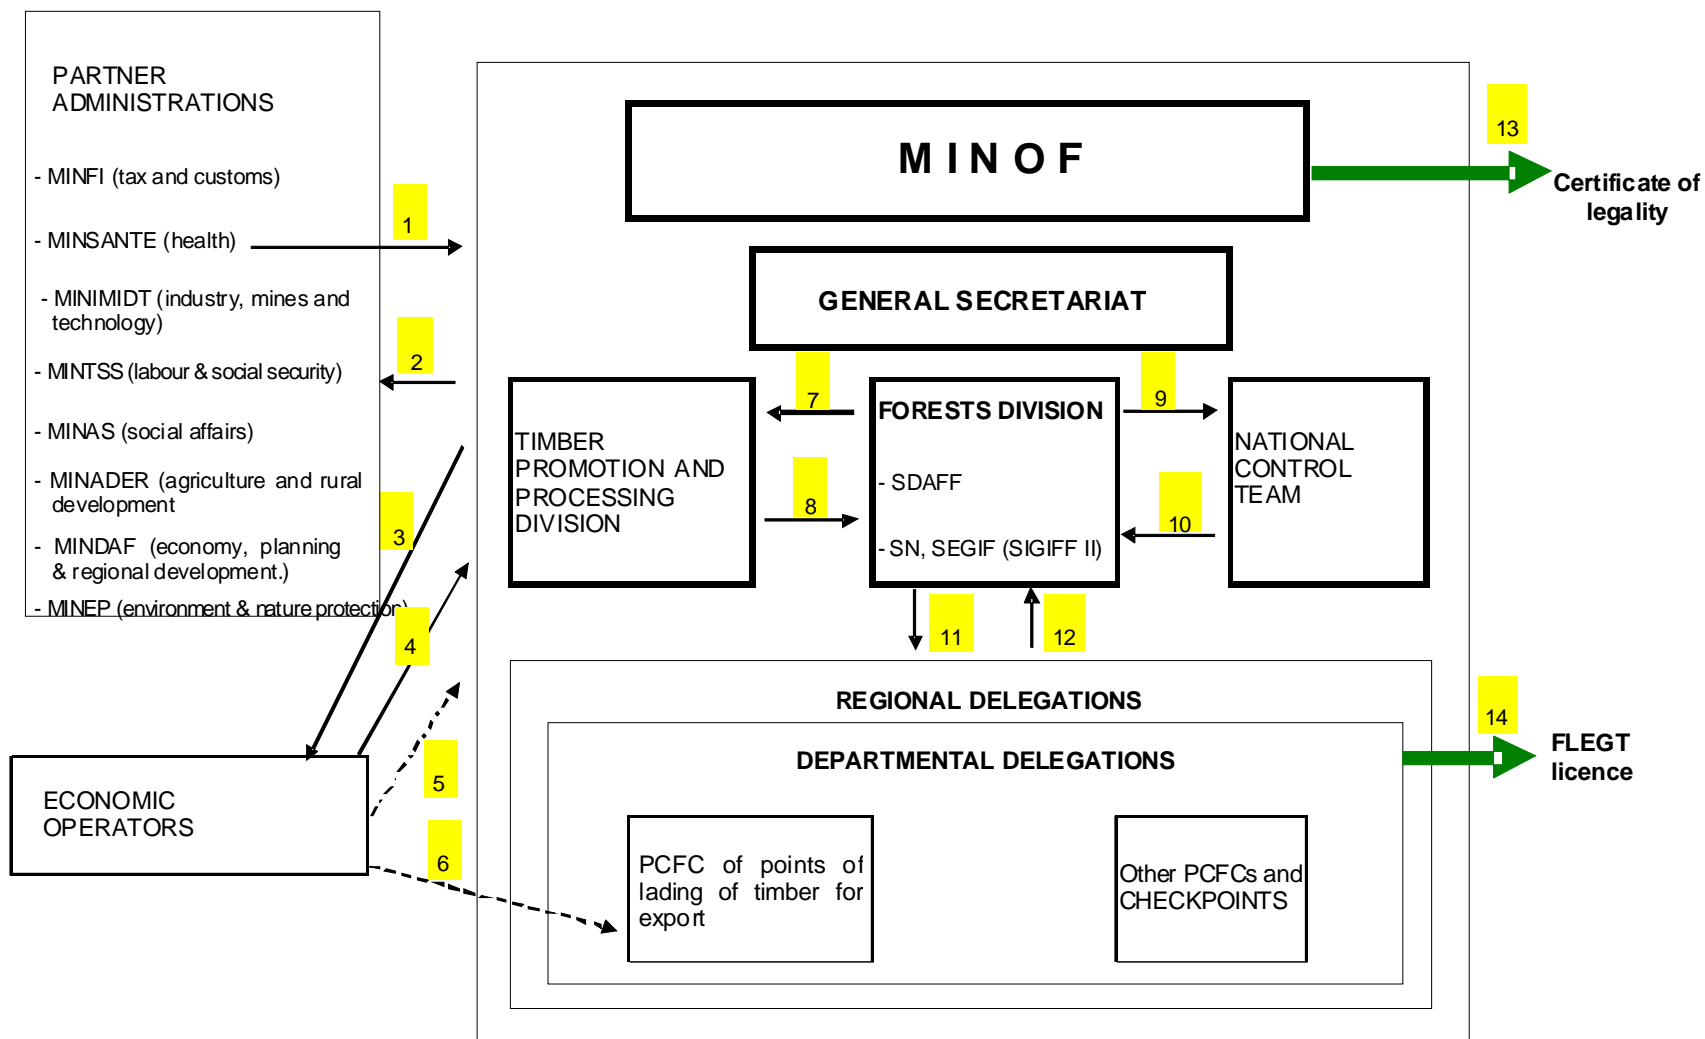 PARTNER
ADMINISTRATIONS
- MINFI (tax and customs)
- MINSANTE (health)
- MINIMIDT (industry, mines and
technology)
- MINTSS (labour & social security)
- MINAS (social affairs)
- MINADER (agriculture and rural
development
- MINDAF (economy, planning
& regional development.)
- MINEP (environment & nature protection)
1
2
3
4
5
6
ECONOMIC
OPERATORS
M I N O F
13
Certificate of
legality
GENERAL SECRETARIAT
7
9
TIMBER
PROMOTION AND
PROCESSING
DIVISION
8
FORESTS DIVISION
- SDAFF
- SN, SEGIF (SIGIFF II)
10
NATIONAL
CONTROL
TEAM
11
12
REGIONAL DELEGATIONS
DEPARTMENTAL DELEGATIONS
14
FLEGT
licence
PCFC of points of
lading of timber for
export
Other PCFCs and
CHECKPOINTS